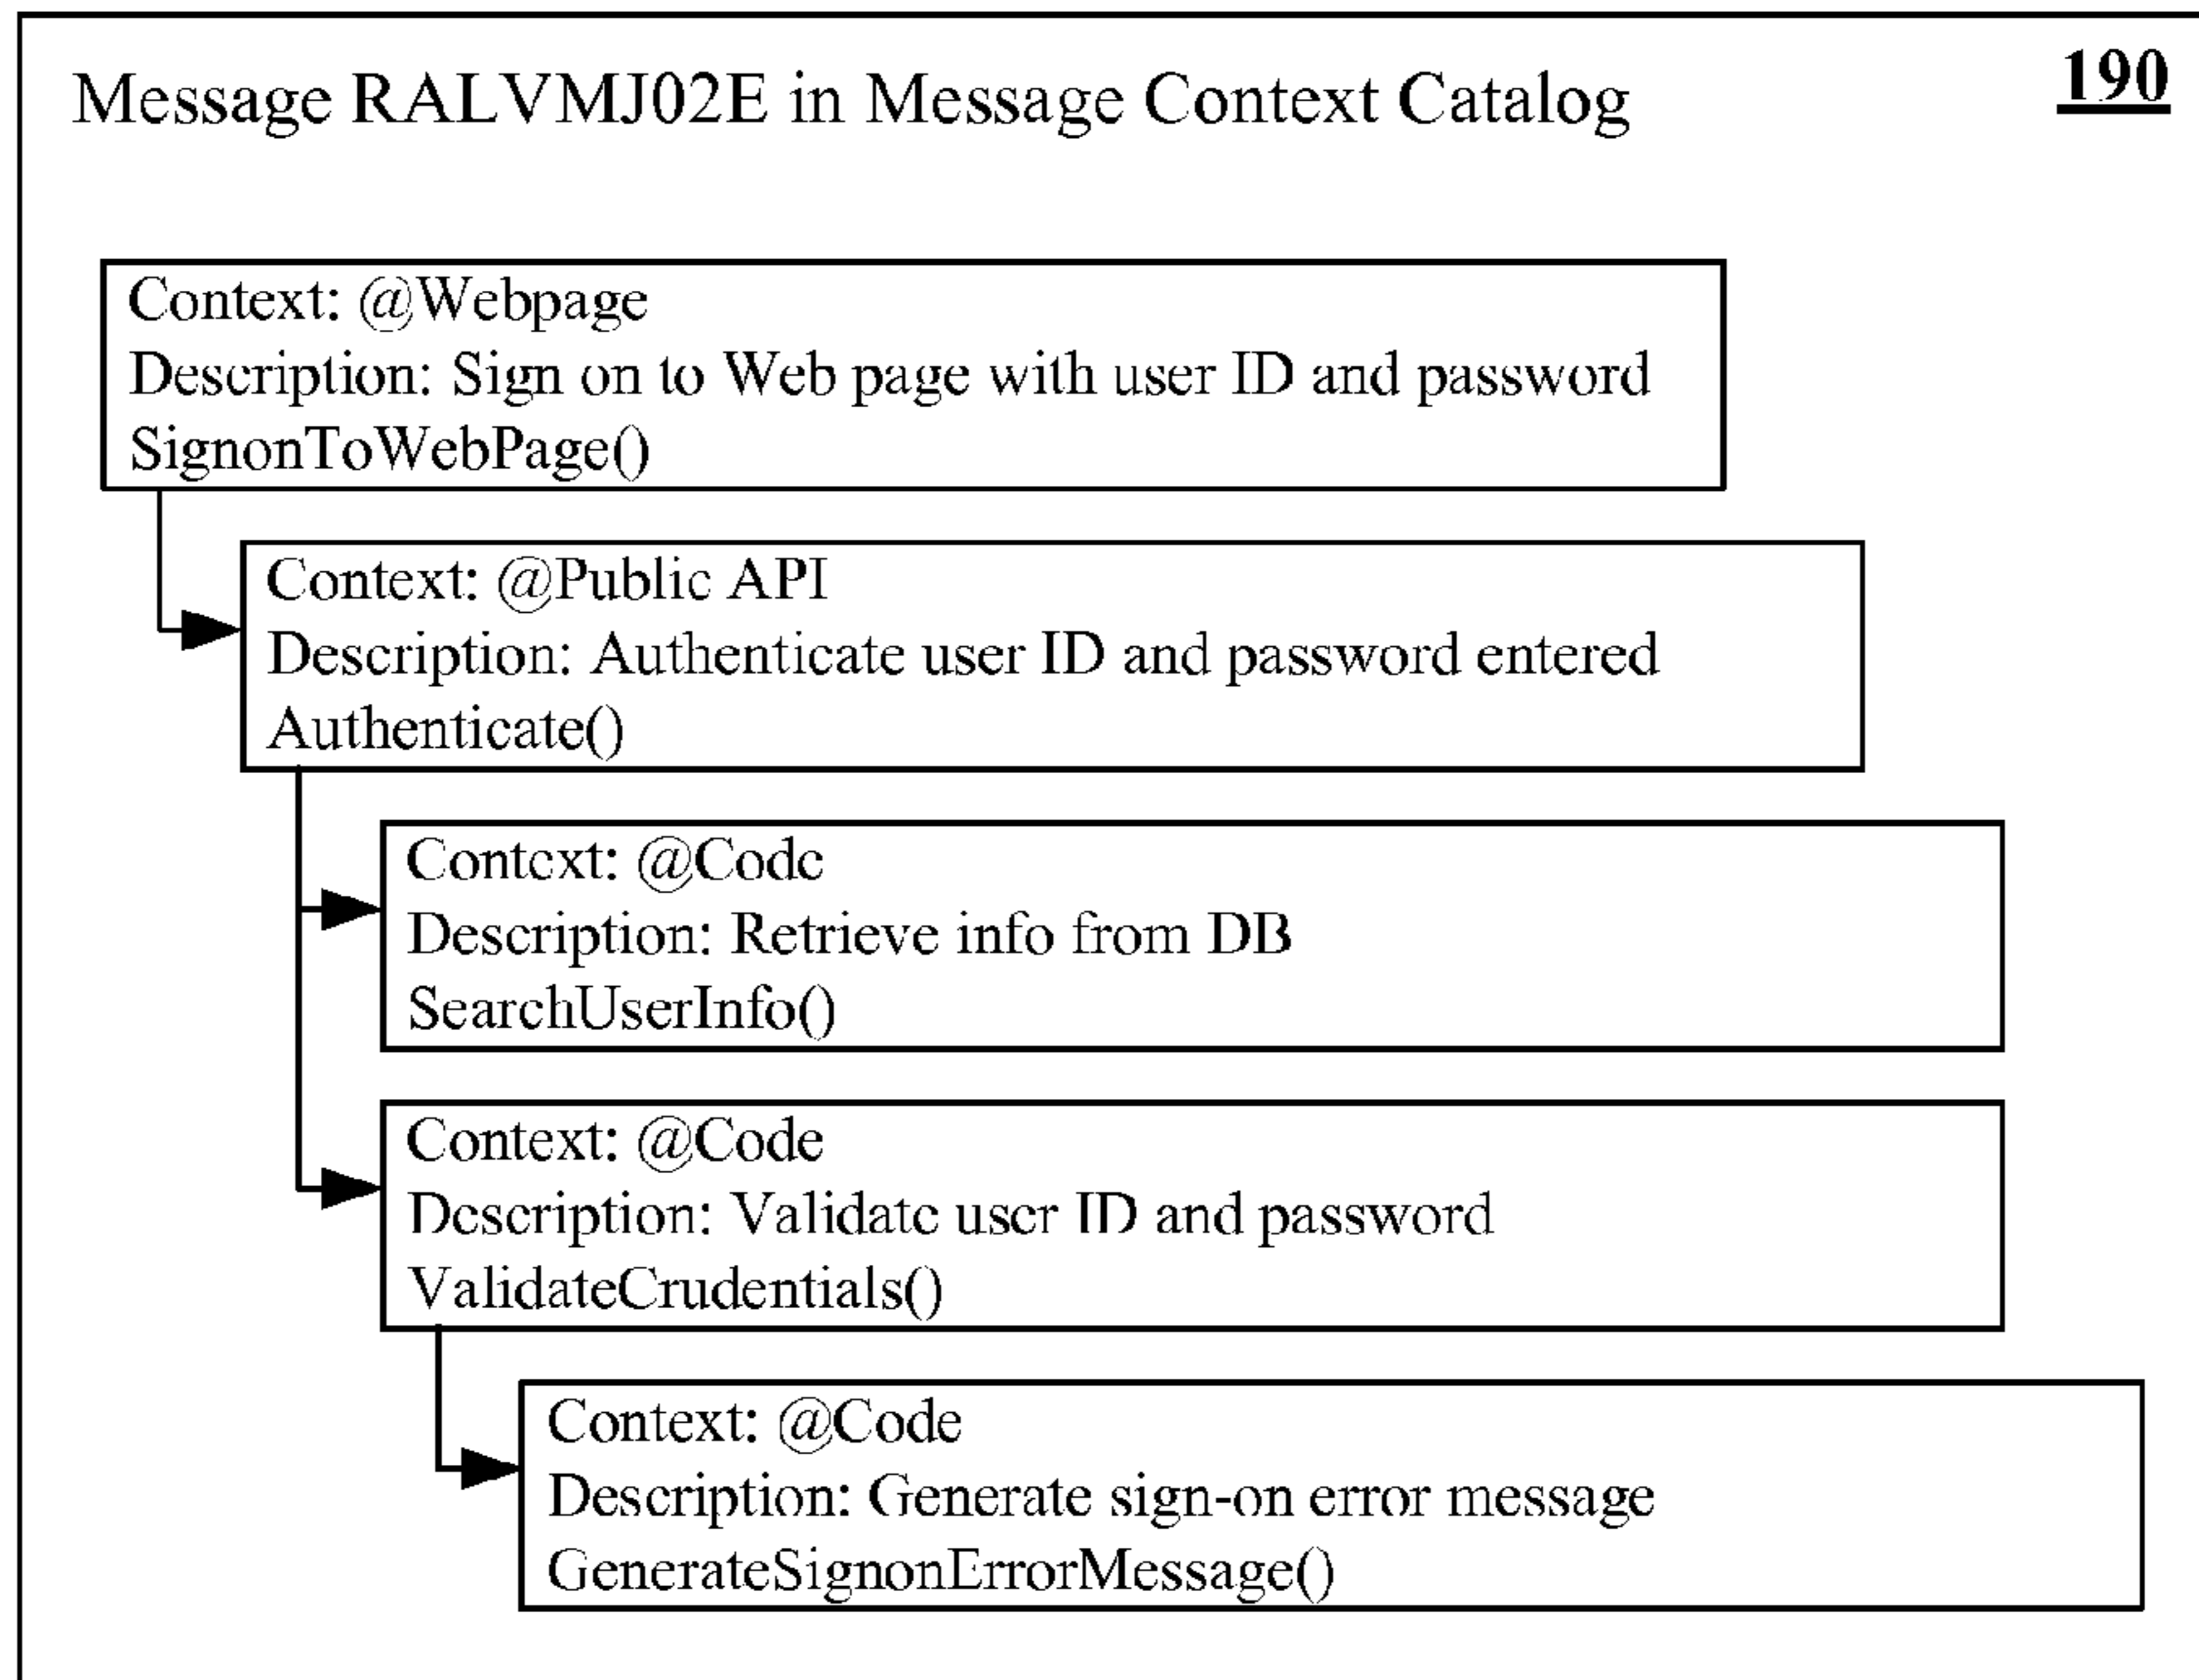 Message RALVMJ02E in Message Context Catalog 190
Context: @Webpage
Description: Sign on to Web page with user ID and password
SignonToWebPage()
Context: @Public API
Description: Authenticate user ID and password entered
Authenticate()
Context: @Code
Description: Retrieve info from DB
SearchUserInfo()
Context: @Code
Description: Validate user ID and password
ValidateCrudentials()
Context: @Code
Description: Generate sign-on error message
GenerateSignonErrorMessage()